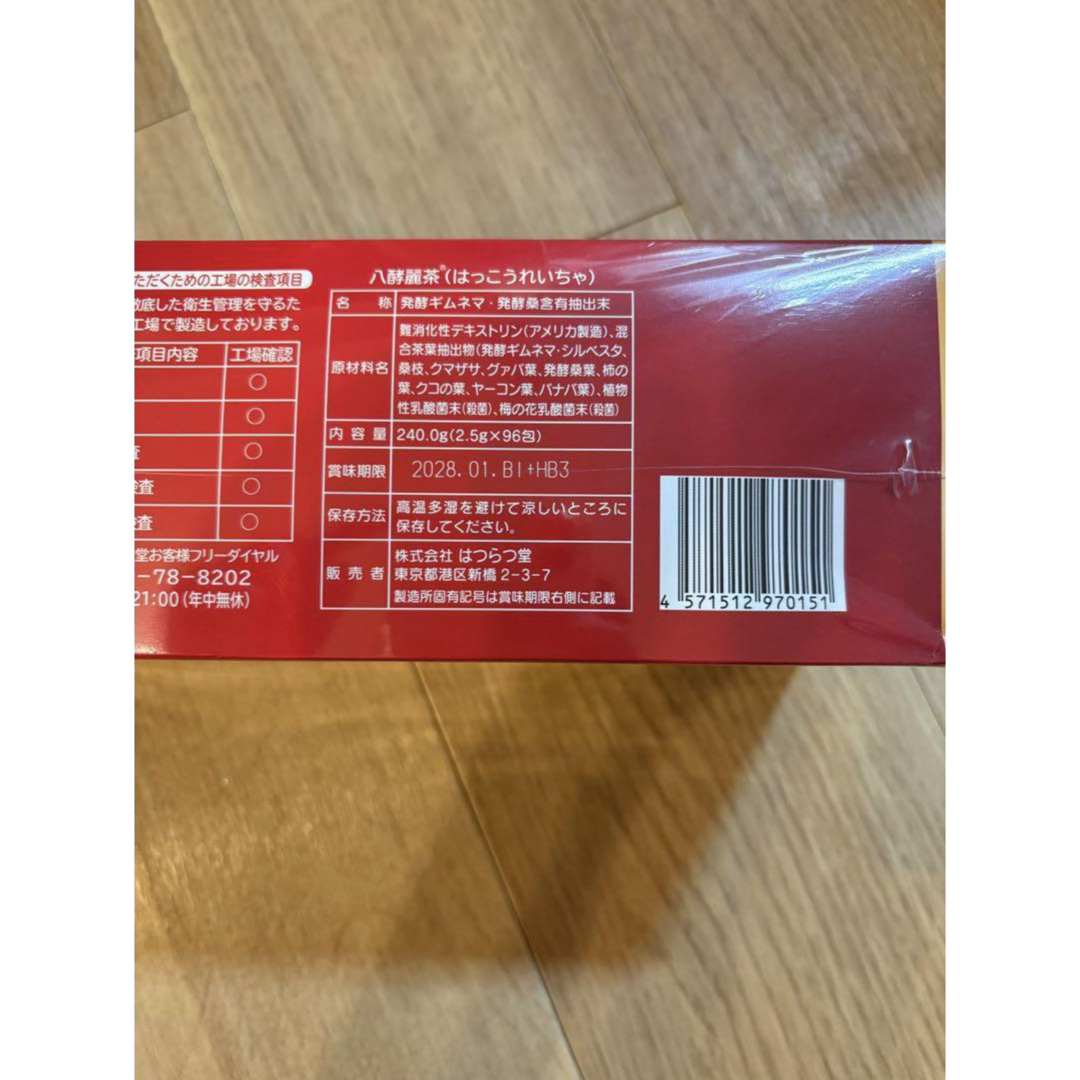 ただくための工場の検査項目
底した衛生管理を守るた
工場で製造しております。
項目内容 工場確認
○
○
査 ○
検査 ○
査 ○
堂お客様フリーダイヤル
-78-8202
21:00(年中無休)
八酵麗茶®(はっこうれいちゃ)
名称 発酵ギムネマ・発酵桑含有抽出末
原材料名 難消化性デキストリン(アメリカ製造)、混
合茶葉抽出物(発酵ギムネマ・シルベスタ、
桑枝、クマザサ、グァバ葉、発酵桑葉、柿の
葉、クコの葉、ヤーコン葉、バナバ葉)、植物
性乳酸菌末(殺菌)、梅の花乳酸菌末(殺菌)
内容量 240.0g(2.5g×96包)
賞味期限 2028.01.BI+HB3
保存方法 高温多湿を避けて涼しいところに
保存してください。
販売者 株式会社 はつらつ堂
東京都港区新橋2-3-7
製造所固有記号は賞味期限右側に記載
4 571512 970151